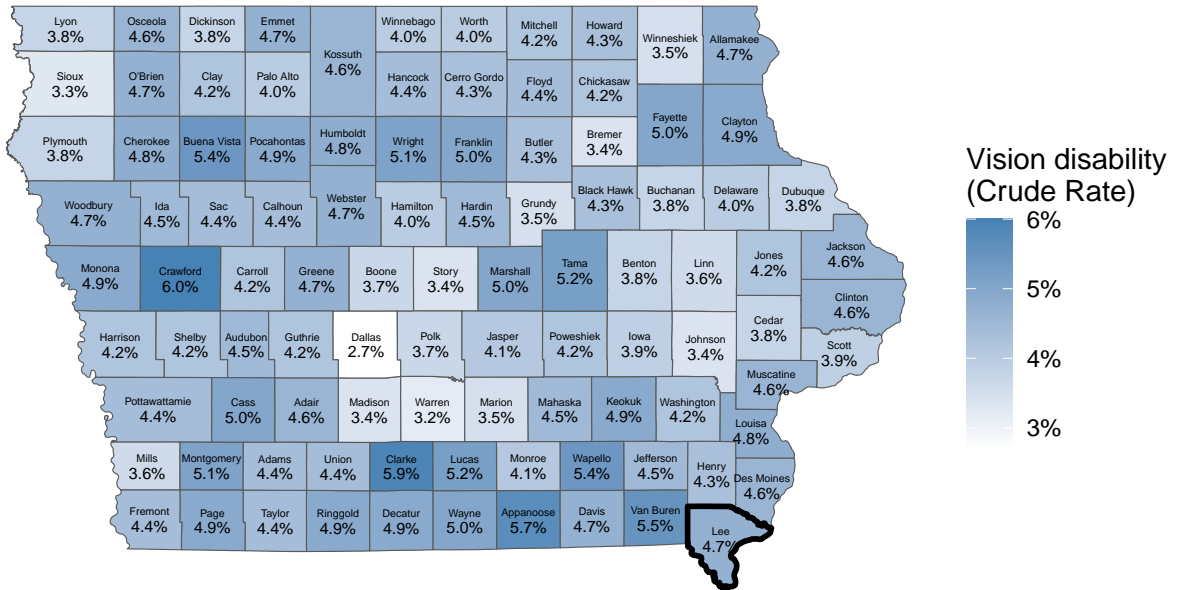 Lyon
3.8%
Osceola
4.6%
Dickinson
3.8%
Emmet
4.7%
Kossuth
4.6%
Winnebago
4.0%
Worth
4.0%
Mitchell
4.2%
Howard
4.3%
Winneshiek
3.5%
Allamakee
4.7%
Sioux
3.3%
O'Brien
4.7%
Clay
4.2%
Palo Alto
4.0%
Hancock
4.4%
Cerro Gordo
4.3%
Floyd
4.4%
Chickasaw
4.2%
Plymouth
3.8%
Cherokee
4.8%
Buena Vista
5.4%
Pocahontas
4.9%
Humboldt
4.8%
Wright
5.1%
Franklin
5.0%
Butler
4.3%
Bremer
3.4%
Fayette
5.0%
Clayton
4.9%
Woodbury
4.7%
Ida
4.5%
Sac
4.4%
Calhoun
4.4%
Webster
4.7%
Hamilton
4.0%
Hardin
4.5%
Grundy
3.5%
Black Hawk
4.3%
Buchanan
3.8%
Delaware
4.0%
Dubuque
3.8%
Monona
4.9%
Crawford
6.0%
Carroll
4.2%
Greene
4.7%
Boone
3.7%
Story
3.4%
Marshall
5.0%
Tama
5.2%
Benton
3.8%
Linn
3.6%
Jones
4.2%
Jackson
4.6%
Clinton
4.6%
Harrison
4.2%
Shelby
4.2%
Audubon
4.5%
Guthrie
4.2%
Dallas
2.7%
Polk
3.7%
Jasper
4.1%
Poweshiek
4.2%
Iowa
3.9%
Johnson
3.4%
Cedar
3.8%
Scott
3.9%
Muscatine
4.6%
Pottawattamie
4.4%
Cass
5.0%
Adair
4.6%
Madison
3.4%
Warren
3.2%
Marion
3.5%
Mahaska
4.5%
Keokuk
4.9%
Washington
4.2%
Louisa
4.8%
Mills
3.6%
Montgomery
5.1%
Adams
4.4%
Union
4.4%
Clarke
5.9%
Lucas
5.2%
Monroe
4.1%
Wapello
5.4%
Jefferson
4.5%
Henry
4.3%
Des Moines
4.6%
Fremont
4.4%
Page
4.9%
Taylor
4.4%
Ringgold
4.9%
Decatur
4.9%
Wayne
5.0%
Appanoose
5.7%
Davis
4.7%
Van Buren
5.5%
Lee
4.7%
Vision disability
(Crude Rate)
6%
5%
4%
3%